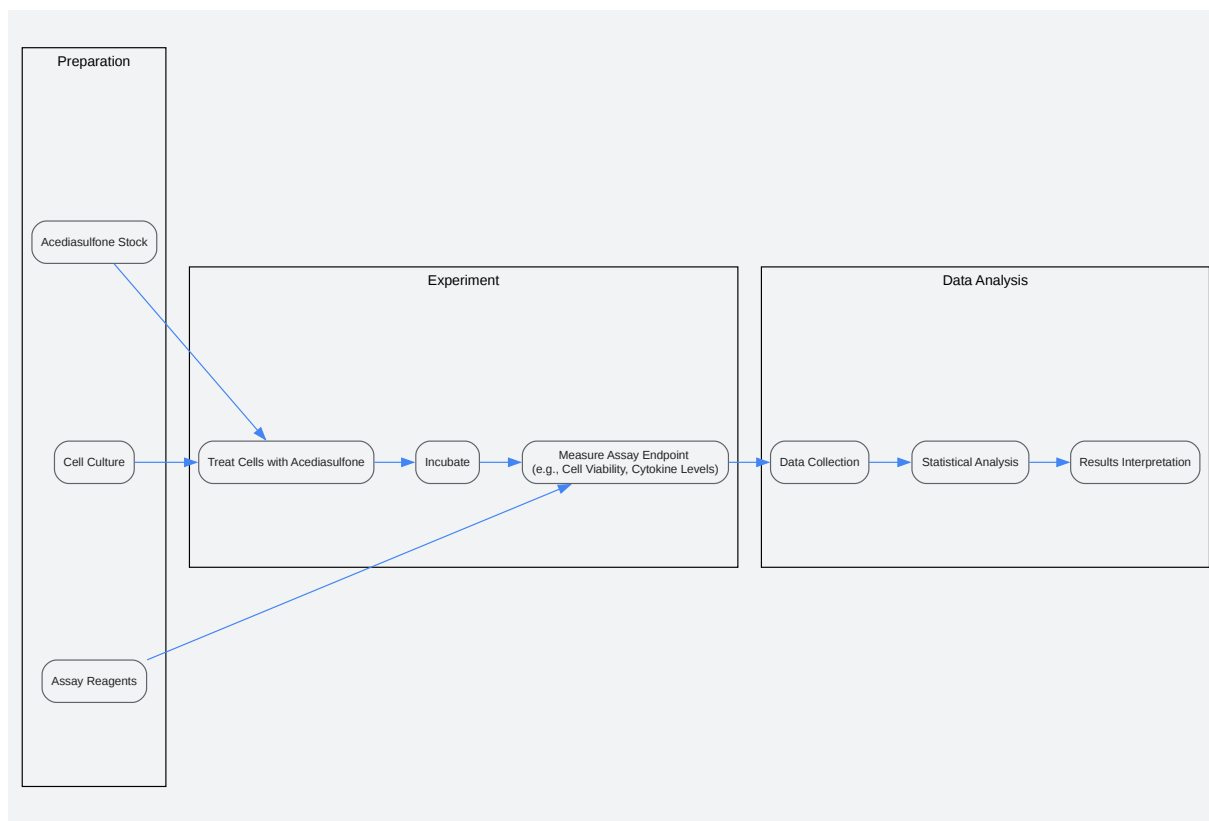 Preparation
Acediasulfone Stock
Cell Culture
Assay Reagents
Experiment
Treat Cells with Acediasulfone
Incubate
Measure Assay Endpoint
(e.g., Cell Viability, Cytokine Levels)
Data Analysis
Data Collection
Statistical Analysis
Results Interpretation